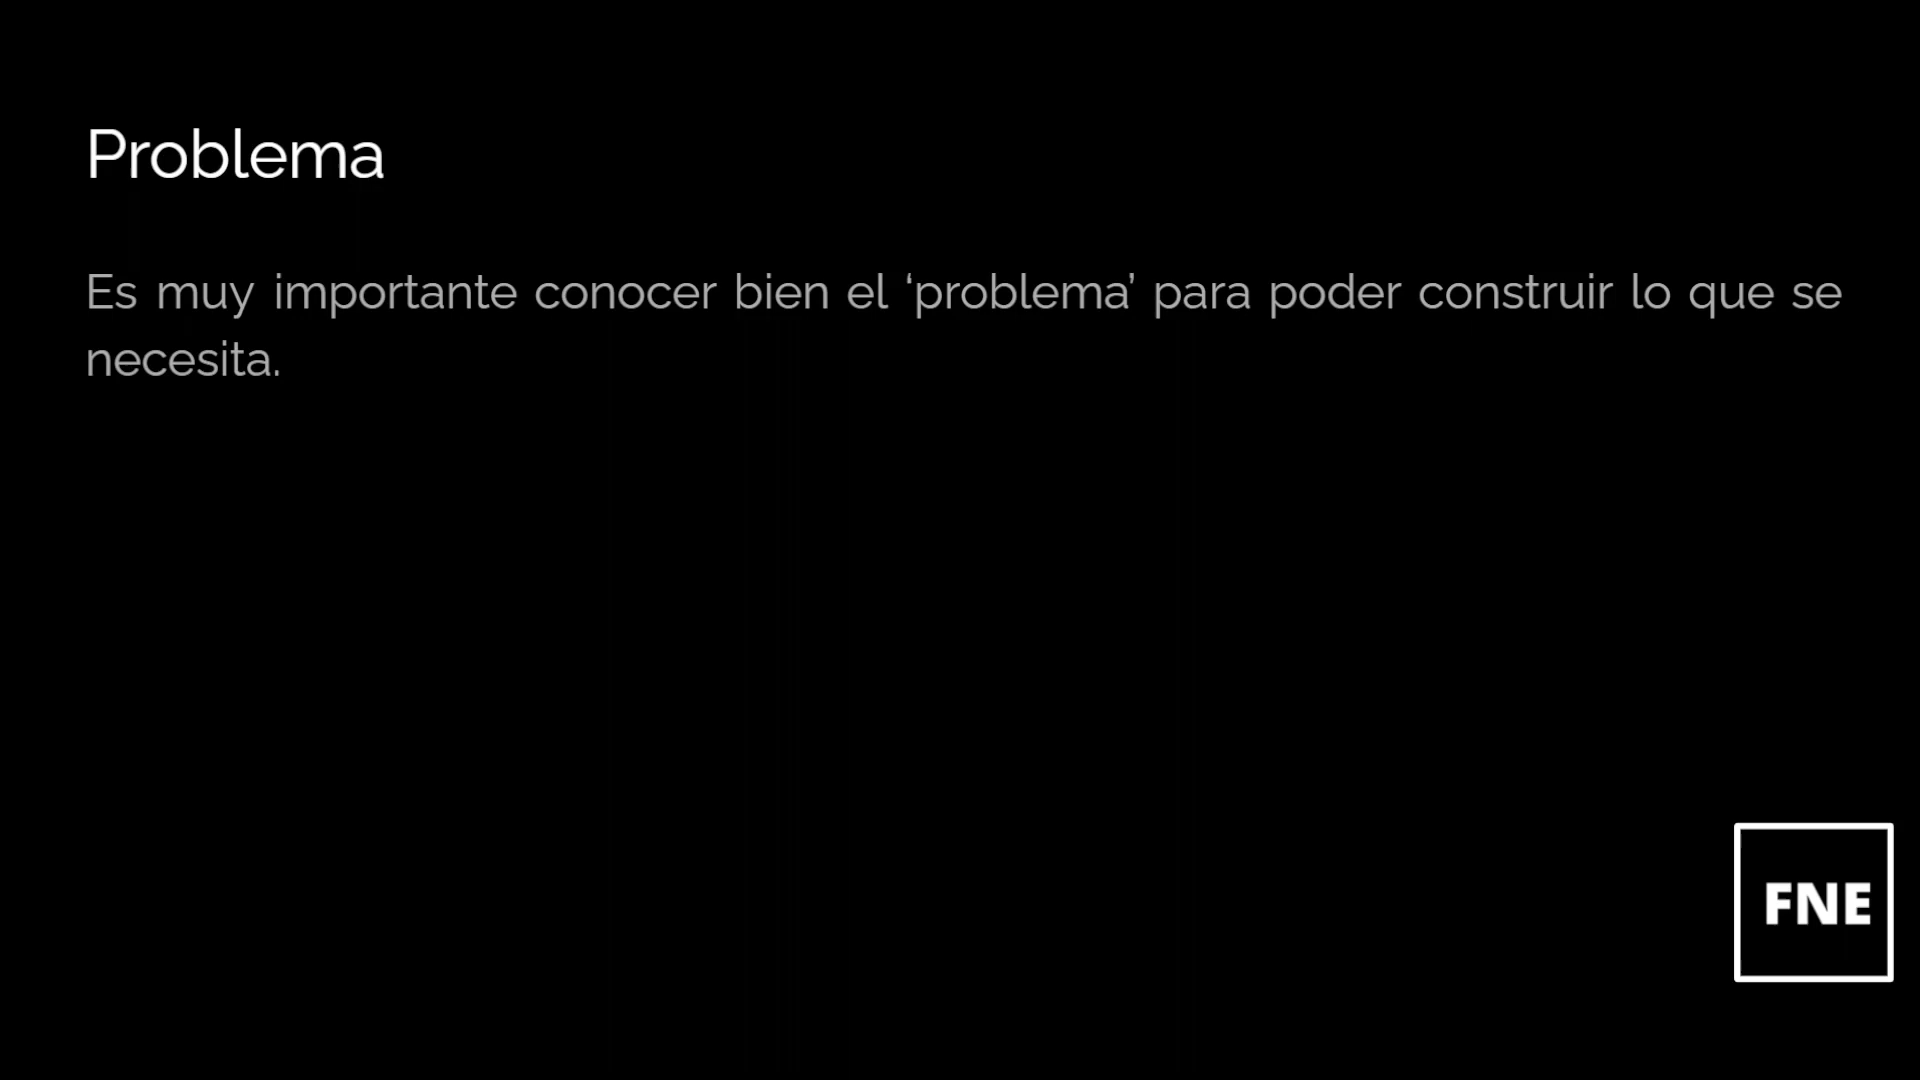 Problema
Es muy importante conocer bien el ‘problema’ para poder construir lo que se
necesita.
FNE